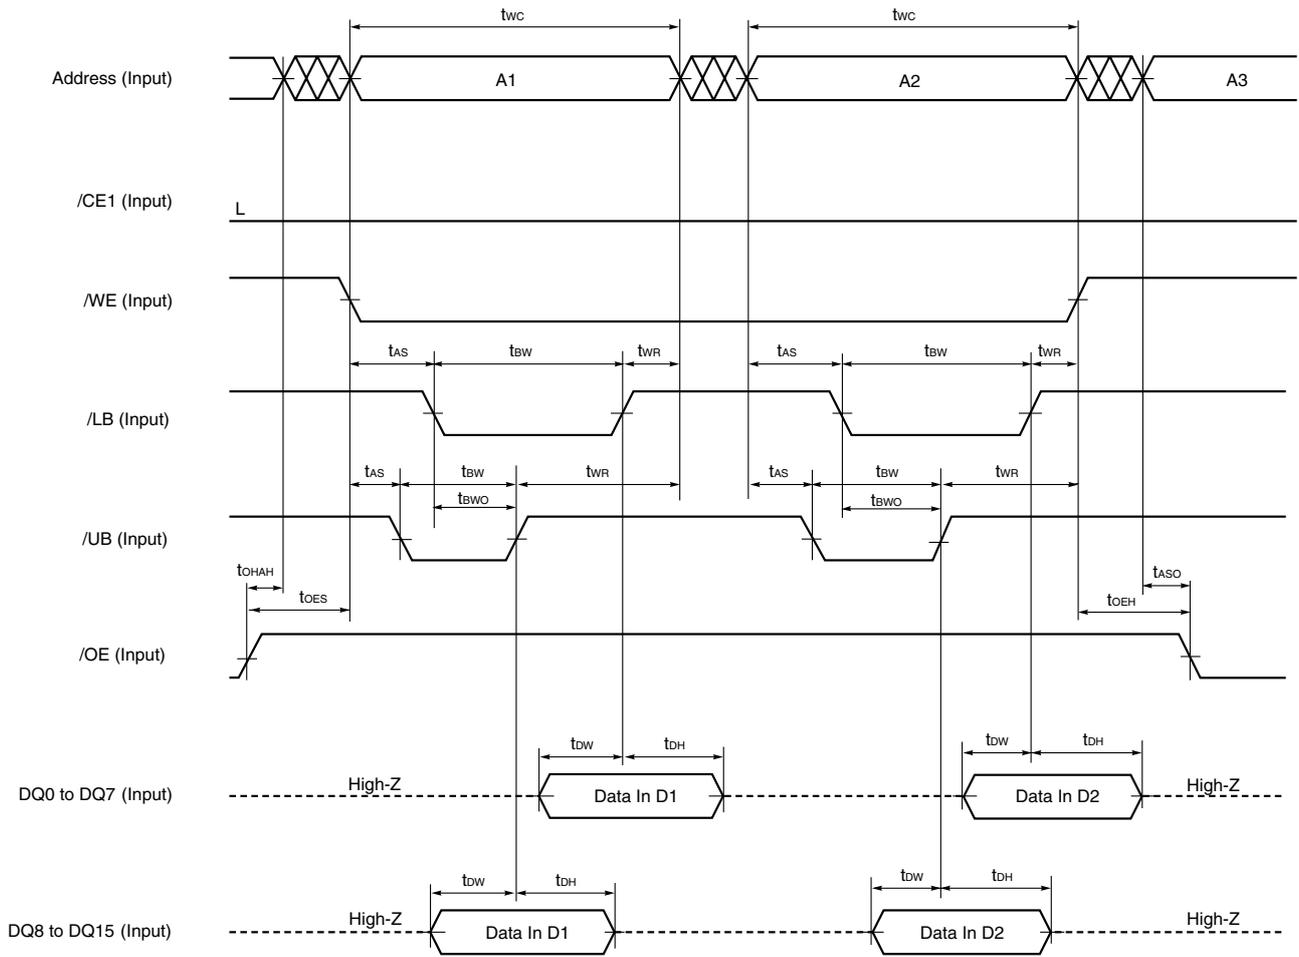 tWC tWC
Address (Input) A1 A2 A3
/CE1 (Input) L
/WE (Input)
tAS tBW tWR tAS tBW tWR
/LB (Input)
tAS tBW tWR tAS tBW tWR
tBWO tBWO
/UB (Input)
tOHAH tASO
tOES tOEH
/OE (Input)
tDW tDH tDW tDH
DQ0 to DQ7 (Input) High-Z Data In D1 Data In D2 High-Z
tDW tDH tDW tDH
DQ8 to DQ15 (Input) High-Z Data In D1 Data In D2 High-Z